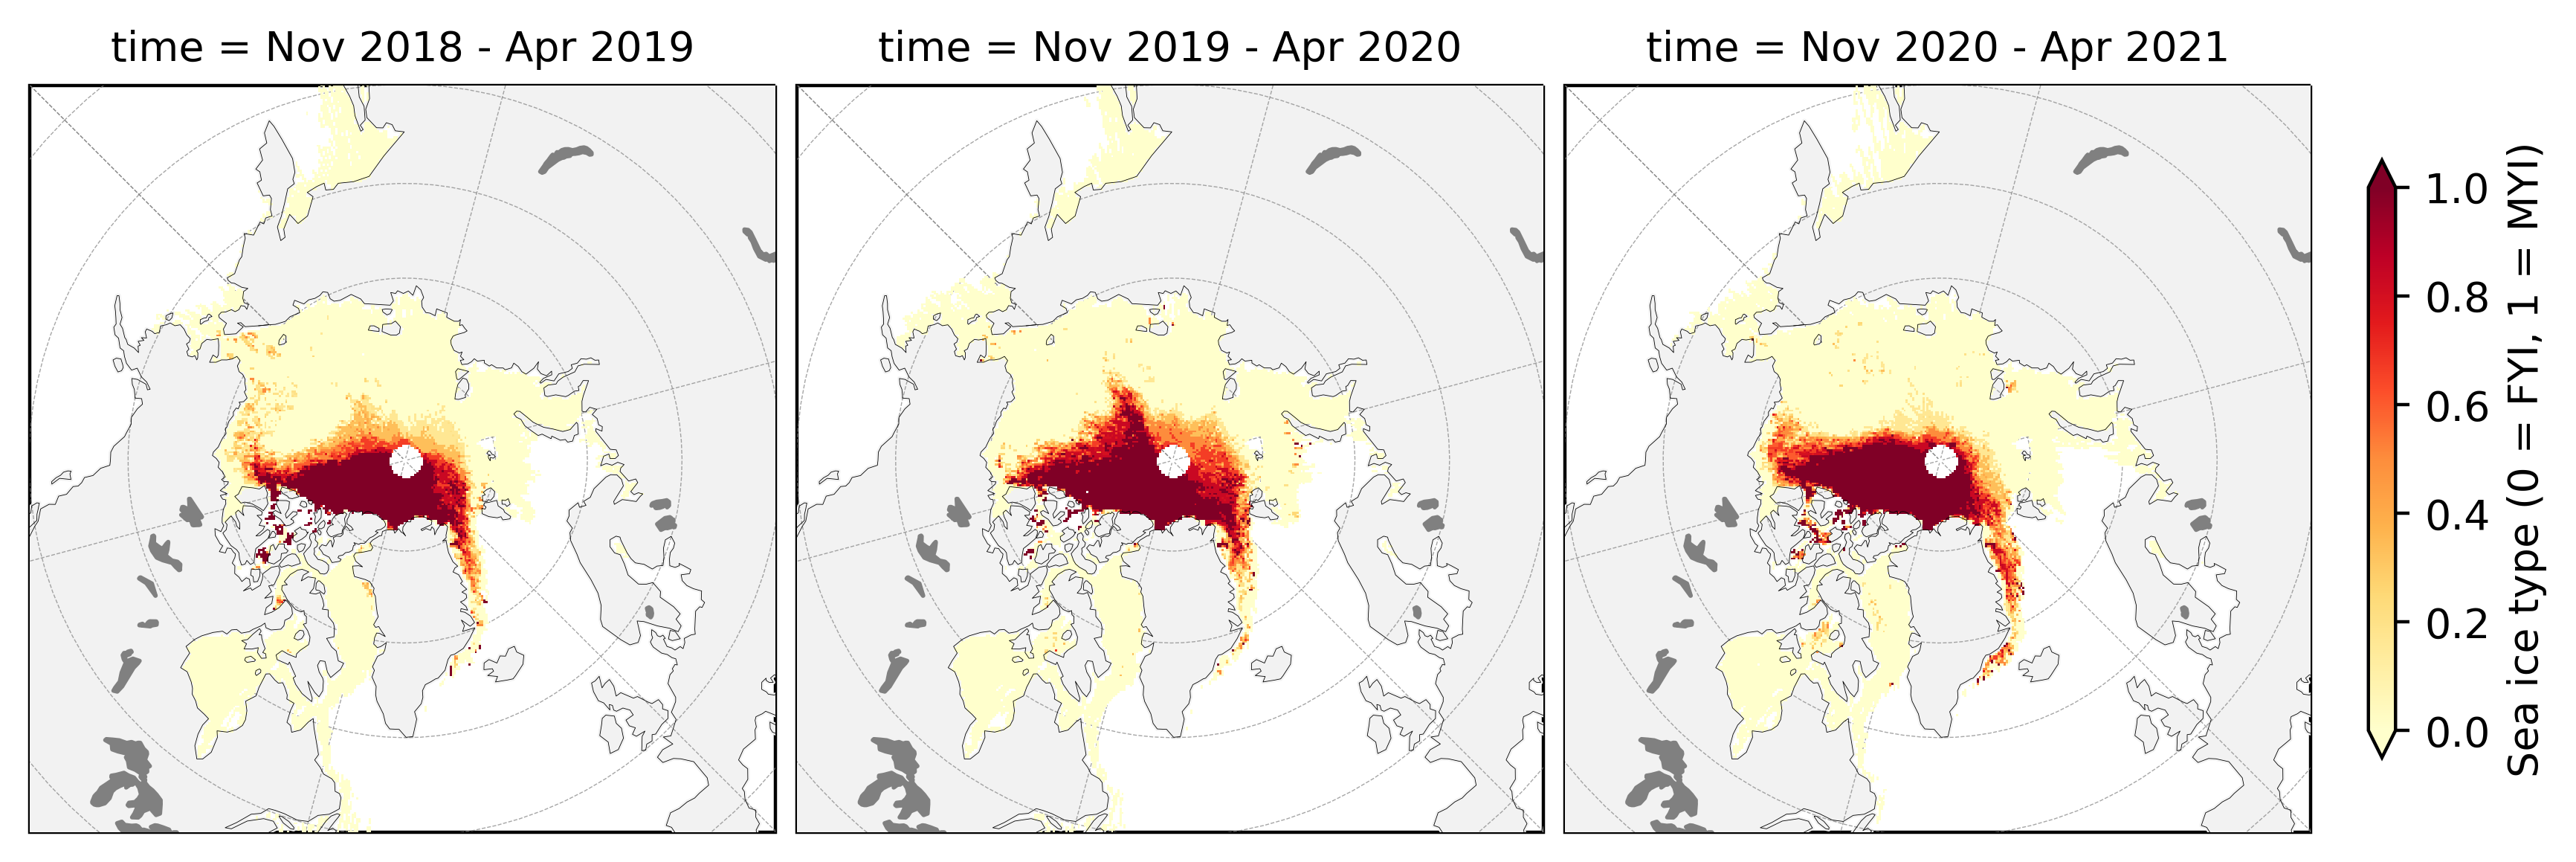 time = Nov 2018 - Apr 2019
time = Nov 2019 - Apr 2020
time = Nov 2020 - Apr 2021
1.0
0.8
0.6
0.4
0.2
0.0
Sea ice type (0 = FYI, 1 = MYI)